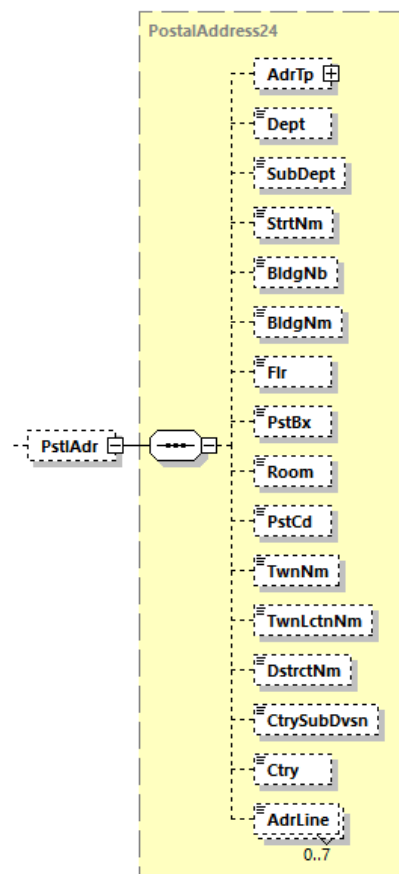 PostalAddress24
AdrTp
Dept
SubDept
StrtNm
BldgNb
BldgNm
Flr
PstlAdr
PstBx
Room
PstCd
TwnNm
TwnLctnNm
DstrctNm
CtrySubDvsn
Ctry
AdrLine
0..7